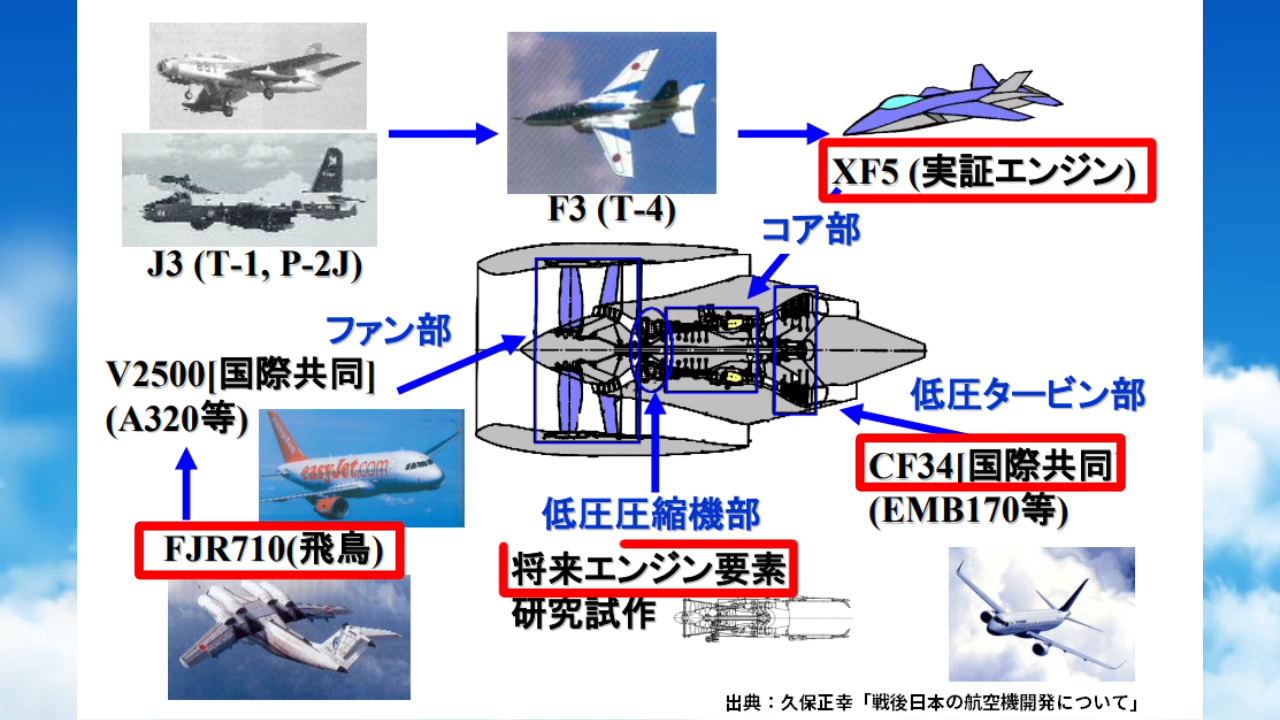 J3 (T-1, P-2J)
F3 (T-4)
XF5 (実証エンジン)
コア部
ファン部
V2500[国際共同]
(A320等)
easyJet.com
低圧タービン部
CF34[国際共同
(EMB170等)
低圧圧縮機部
FJR710(飛鳥)
将来エンジン要素
研究試作
出典：久保正幸「戦後日本の航空機開発について」